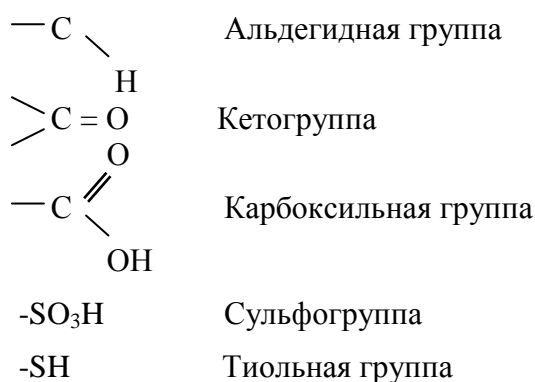 — C Альдегидная группа
H
C = O Кетогруппа
O
— C Карбоксильная группа
OH
-SO₃H Сульфогруппа
-SH Тиольная группа